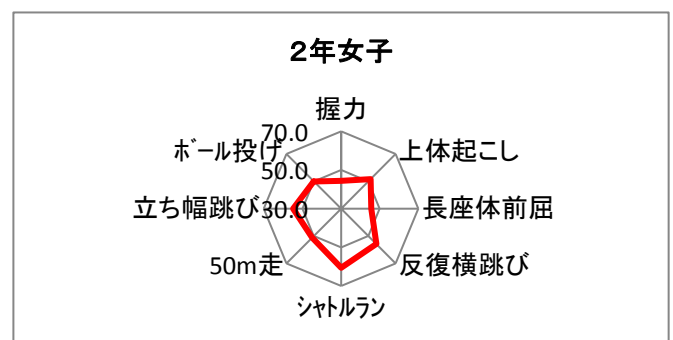 ２年女子
握力
70.0
ﾎﾞｰﾙ投げ
上体起こし
50.0
立ち幅跳び
30.0
長座体前屈
50m走
反復横跳び
ｼｬﾄﾙﾗﾝ